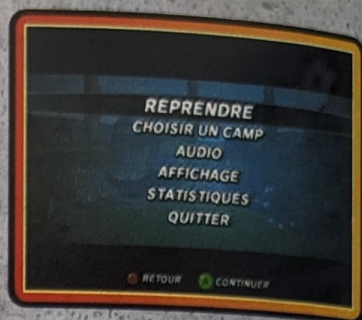 REPRENDRE
CHOISIR UN CAMP
AUDIO
AFFICHAGE
STATISTIQUES
QUITTER
B RETOUR A CONTINUER